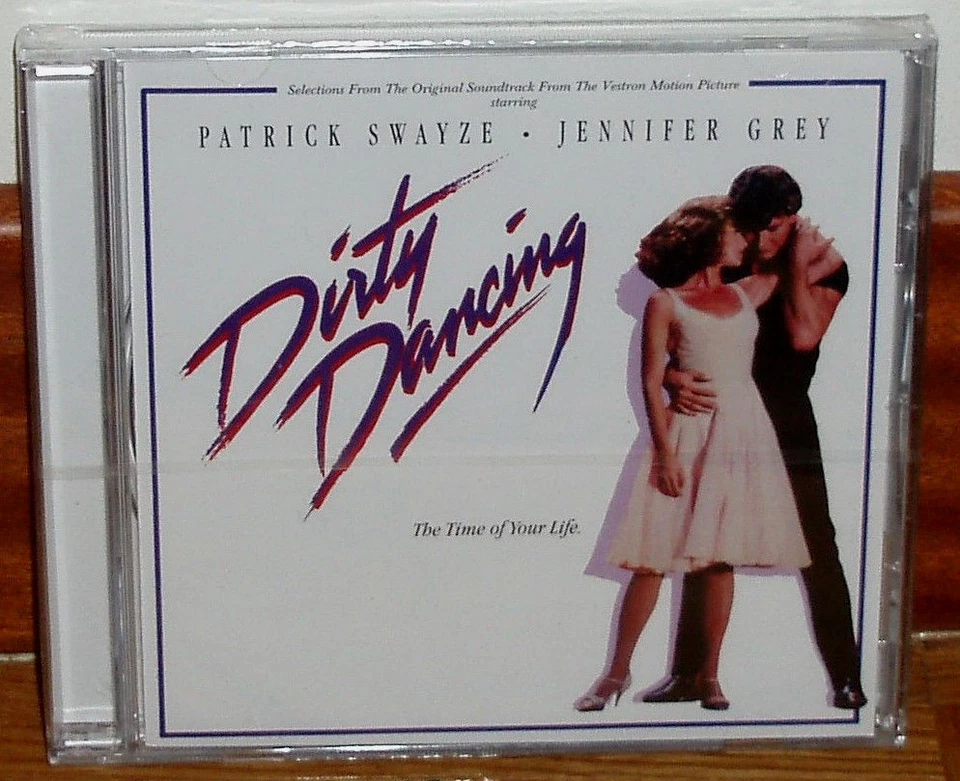 Selections From The Original Soundtrack From The Vestron Motion Picture
starring
PATRICK SWAYZE • JENNIFER GREY
Dirty
Dancing
The Time of Your Life.